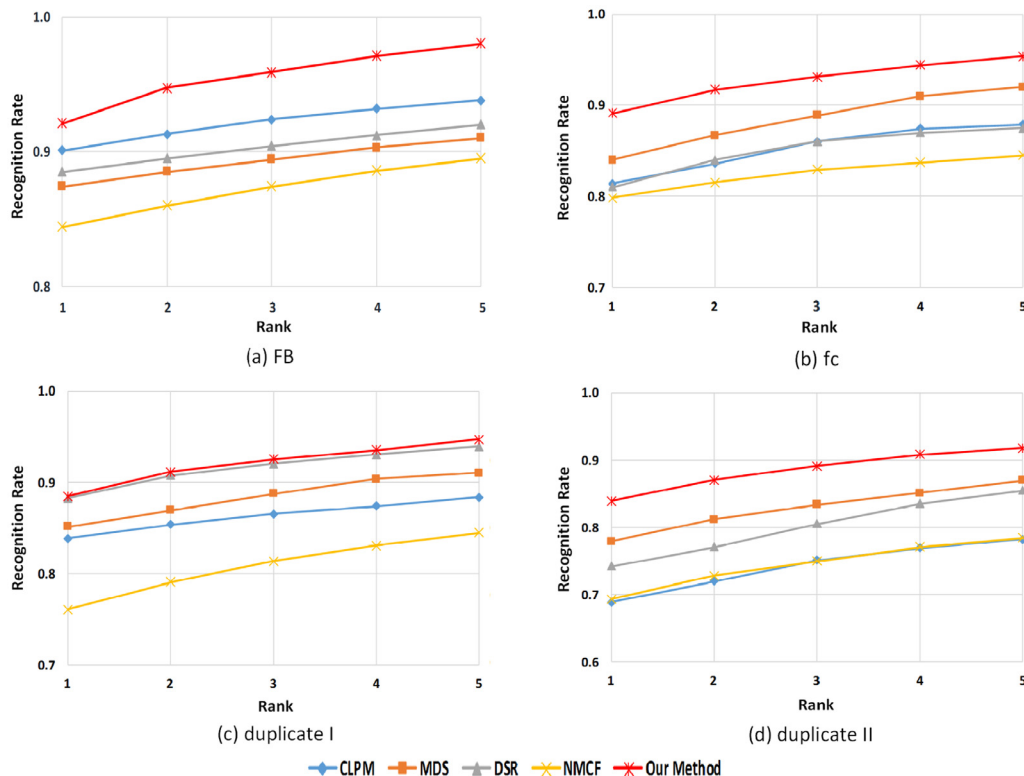 1.0
0.9
0.8
Recognition Rate
1 2 3 4 5
Rank
(a) FB
1.0
0.9
0.8
0.7
Recognition Rate
1 2 3 4 5
Rank
(b) fc
1.0
0.9
0.8
0.7
Recognition Rate
1 2 3 4 5
Rank
(c) duplicate I
1.0
0.9
0.8
0.7
0.6
Recognition Rate
1 2 3 4 5
Rank
(d) duplicate II
CLPM MDS DSR NMCF Our Method